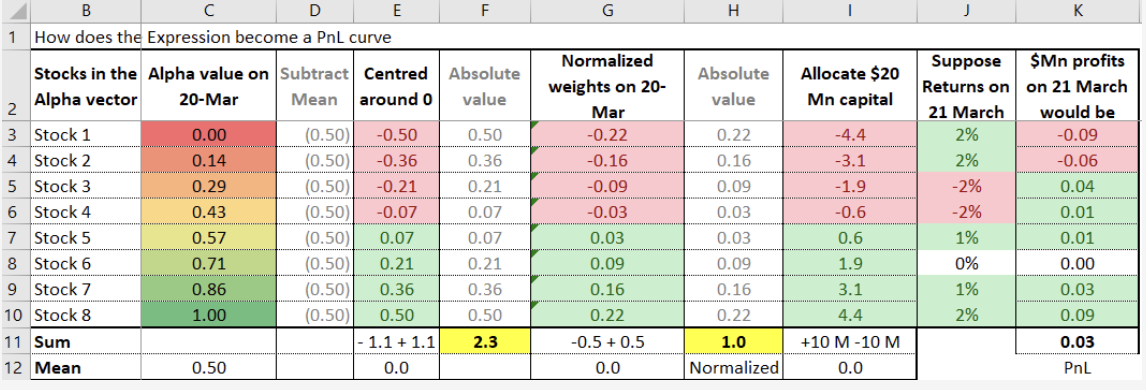 B C D E F G H I J K
1 How does the Expression become a PnL curve
2 Stocks in the Alpha vector Alpha value on 20-Mar Subtract Mean Centred around 0 Absolute value Normalized weights on 20-Mar Absolute value Allocate $20 Mn capital Suppose Returns on 21 March $Mn profits on 21 March would be
3 Stock 1 0.00 (0.50) -0.50 0.50 -0.22 0.22 -4.4 2% -0.09
4 Stock 2 0.14 (0.50) -0.36 0.36 -0.16 0.16 -3.1 2% -0.06
5 Stock 3 0.29 (0.50) -0.21 0.21 -0.09 0.09 -1.9 -2% 0.04
6 Stock 4 0.43 (0.50) -0.07 0.07 -0.03 0.03 -0.6 -2% 0.01
7 Stock 5 0.57 (0.50) 0.07 0.07 0.03 0.03 0.6 1% 0.01
8 Stock 6 0.71 (0.50) 0.21 0.21 0.09 0.09 1.9 0% 0.00
9 Stock 7 0.86 (0.50) 0.36 0.36 0.16 0.16 3.1 1% 0.03
10 Stock 8 1.00 (0.50) 0.50 0.50 0.22 0.22 4.4 2% 0.09
11 Sum - 1.1 + 1.1 2.3 -0.5 + 0.5 1.0 +10 M -10 M 0.03
12 Mean 0.50 0.0 0.0 Normalized 0.0 PnL